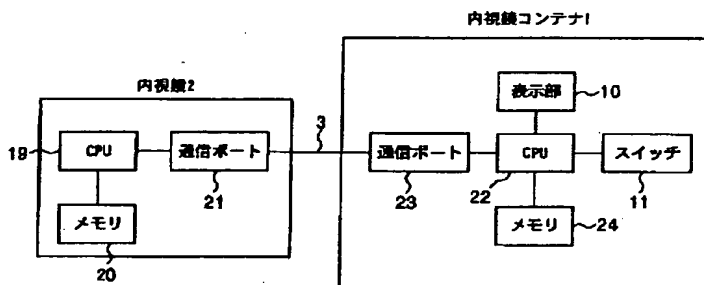 内視鏡コンテナ1
内視鏡2
表示部
10
3
19
CPU
通信ポート
通信ポート
CPU
スイッチ
21
23
22
11
メモリ
メモリ
24
20